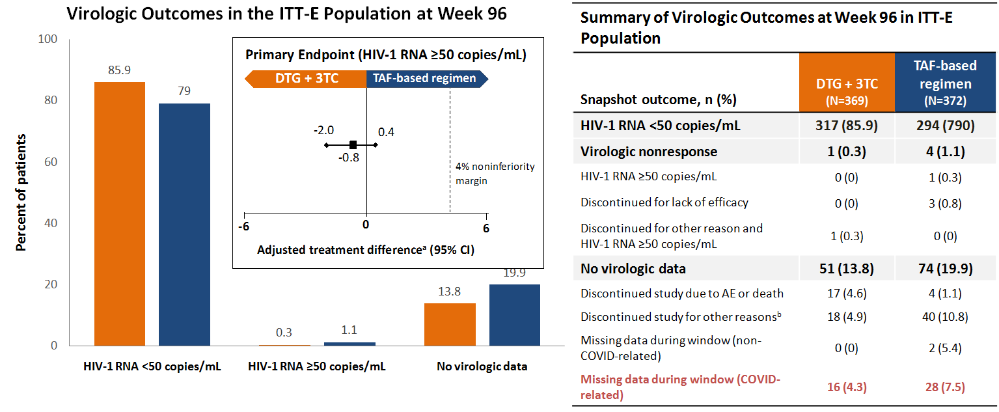 Virologic Outcomes in the ITT-E Population at Week 96
Percent of patients
100
80
60
40
20
0
85.9
79
0.3
1.1
13.8
19.9
HIV-1 RNA <50 copies/mL
HIV-1 RNA ≥50 copies/mL
No virologic data
Primary Endpoint (HIV-1 RNA ≥50 copies/mL)
DTG + 3TC
TAF-based regimen
-2.0
0.4
-0.8
4% noninferiority
margin
-6
0
6
Adjusted treatment differenceᵃ (95% CI)
Summary of Virologic Outcomes at Week 96 in ITT-E
Population
Snapshot outcome, n (%)
DTG + 3TC
(N=369)
TAF-based
regimen
(N=372)
HIV-1 RNA <50 copies/mL 317 (85.9) 294 (790)
Virologic nonresponse 1 (0.3) 4 (1.1)
HIV-1 RNA ≥50 copies/mL 0 (0) 1 (0.3)
Discontinued for lack of efficacy 0 (0) 3 (0.8)
Discontinued for other reason and
HIV-1 RNA ≥50 copies/mL 1 (0.3) 0 (0)
No virologic data 51 (13.8) 74 (19.9)
Discontinued study due to AE or death 17 (4.6) 4 (1.1)
Discontinued study for other reasonsᵇ 18 (4.9) 40 (10.8)
Missing data during window (non-
COVID-related) 0 (0) 2 (5.4)
Missing data during window (COVID-
related) 16 (4.3) 28 (7.5)